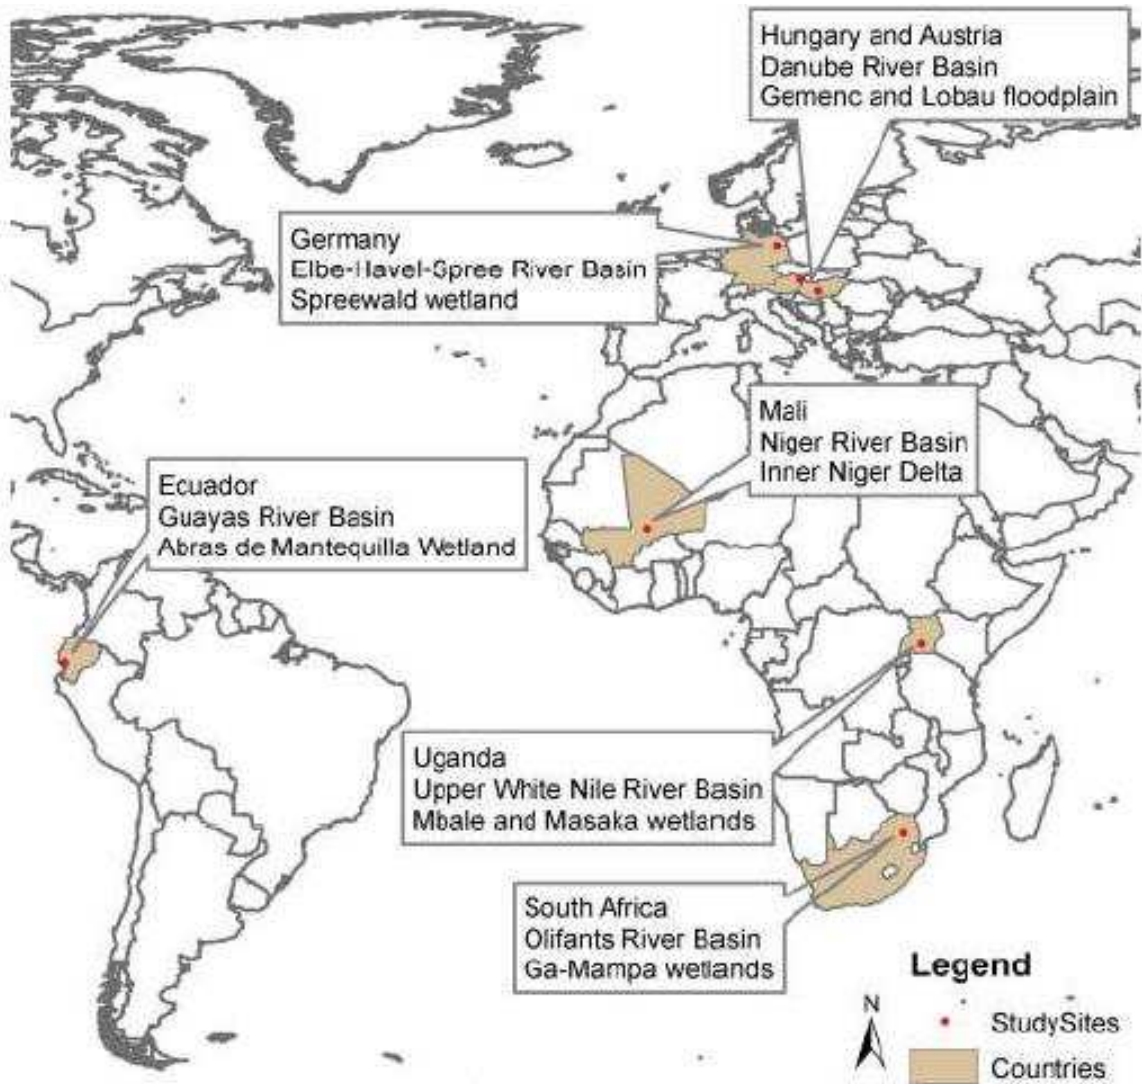 Hungary and Austria
Danube River Basin
Gemenc and Lobau floodplain
Germany
Elbe-Havel-Spree River Basin
Spreewald wetland
Mali
Niger River Basin
Inner Niger Delta
Ecuador
Guayas River Basin
Abras de Mantequilla Wetland
Uganda
Upper White Nile River Basin
Mbale and Masaka wetlands
South Africa
Olifants River Basin
Ga-Mampa wetlands
Legend
N
StudySites
Countries